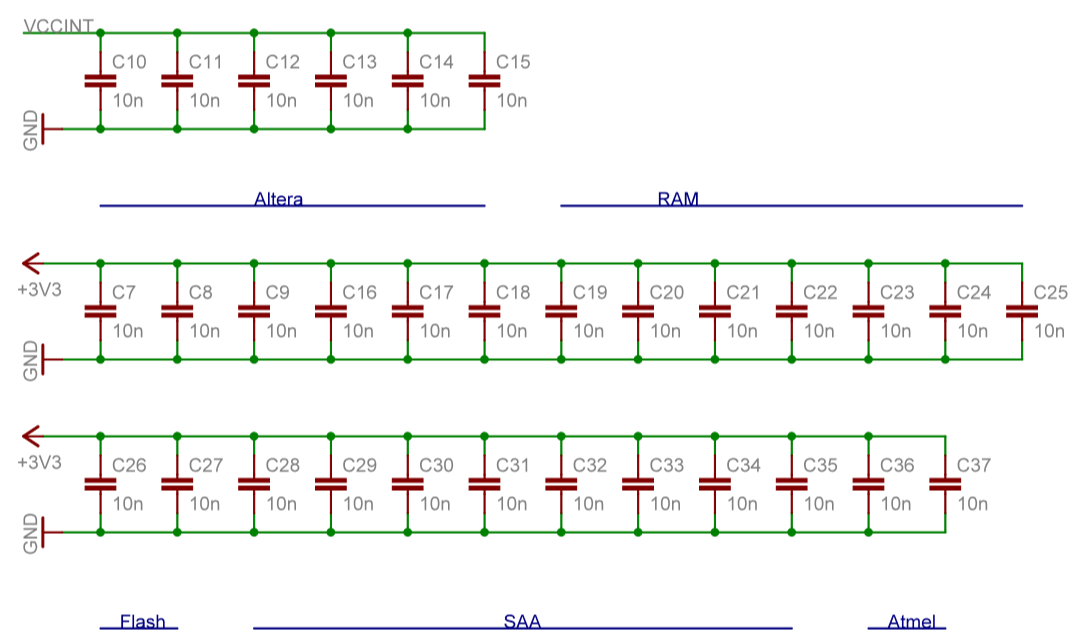 VCCINT
C10 C11 C12 C13 C14 C15
10n 10n 10n 10n 10n 10n
GND
Altera RAM
C7 C8 C9 C16 C17 C18 C19 C20 C21 C22 C23 C24 C25
+3V3
10n 10n 10n 10n 10n 10n 10n 10n 10n 10n 10n 10n 10n
GND
C26 C27 C28 C29 C30 C31 C32 C33 C34 C35 C36 C37
+3V3
10n 10n 10n 10n 10n 10n 10n 10n 10n 10n 10n 10n
GND
Flash SAA Atmel